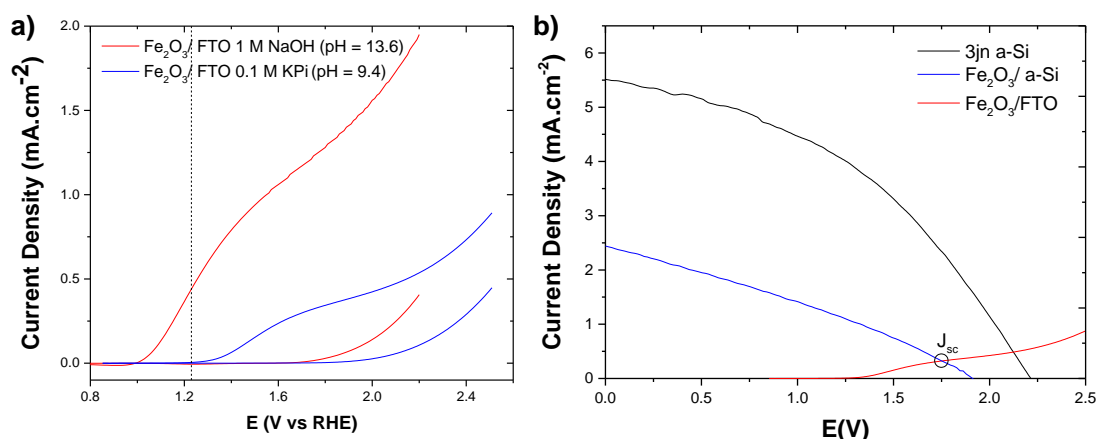 a)
Fe₂O₃/ FTO 1 M NaOH (pH = 13.6)
Fe₂O₃/ FTO 0.1 M KPi (pH = 9.4)
Current Density (mA.cm⁻²)
2.0
1.5
1.0
0.5
0.0
0.8 1.2 1.6 2.0 2.4
E (V vs RHE)
b)
3jn a-Si
Fe₂O₃/ a-Si
Fe₂O₃/FTO
Current Density (mA.cm⁻²)
6
5
4
3
2
1
0
J_sc
0.0 0.5 1.0 1.5 2.0 2.5
E(V)